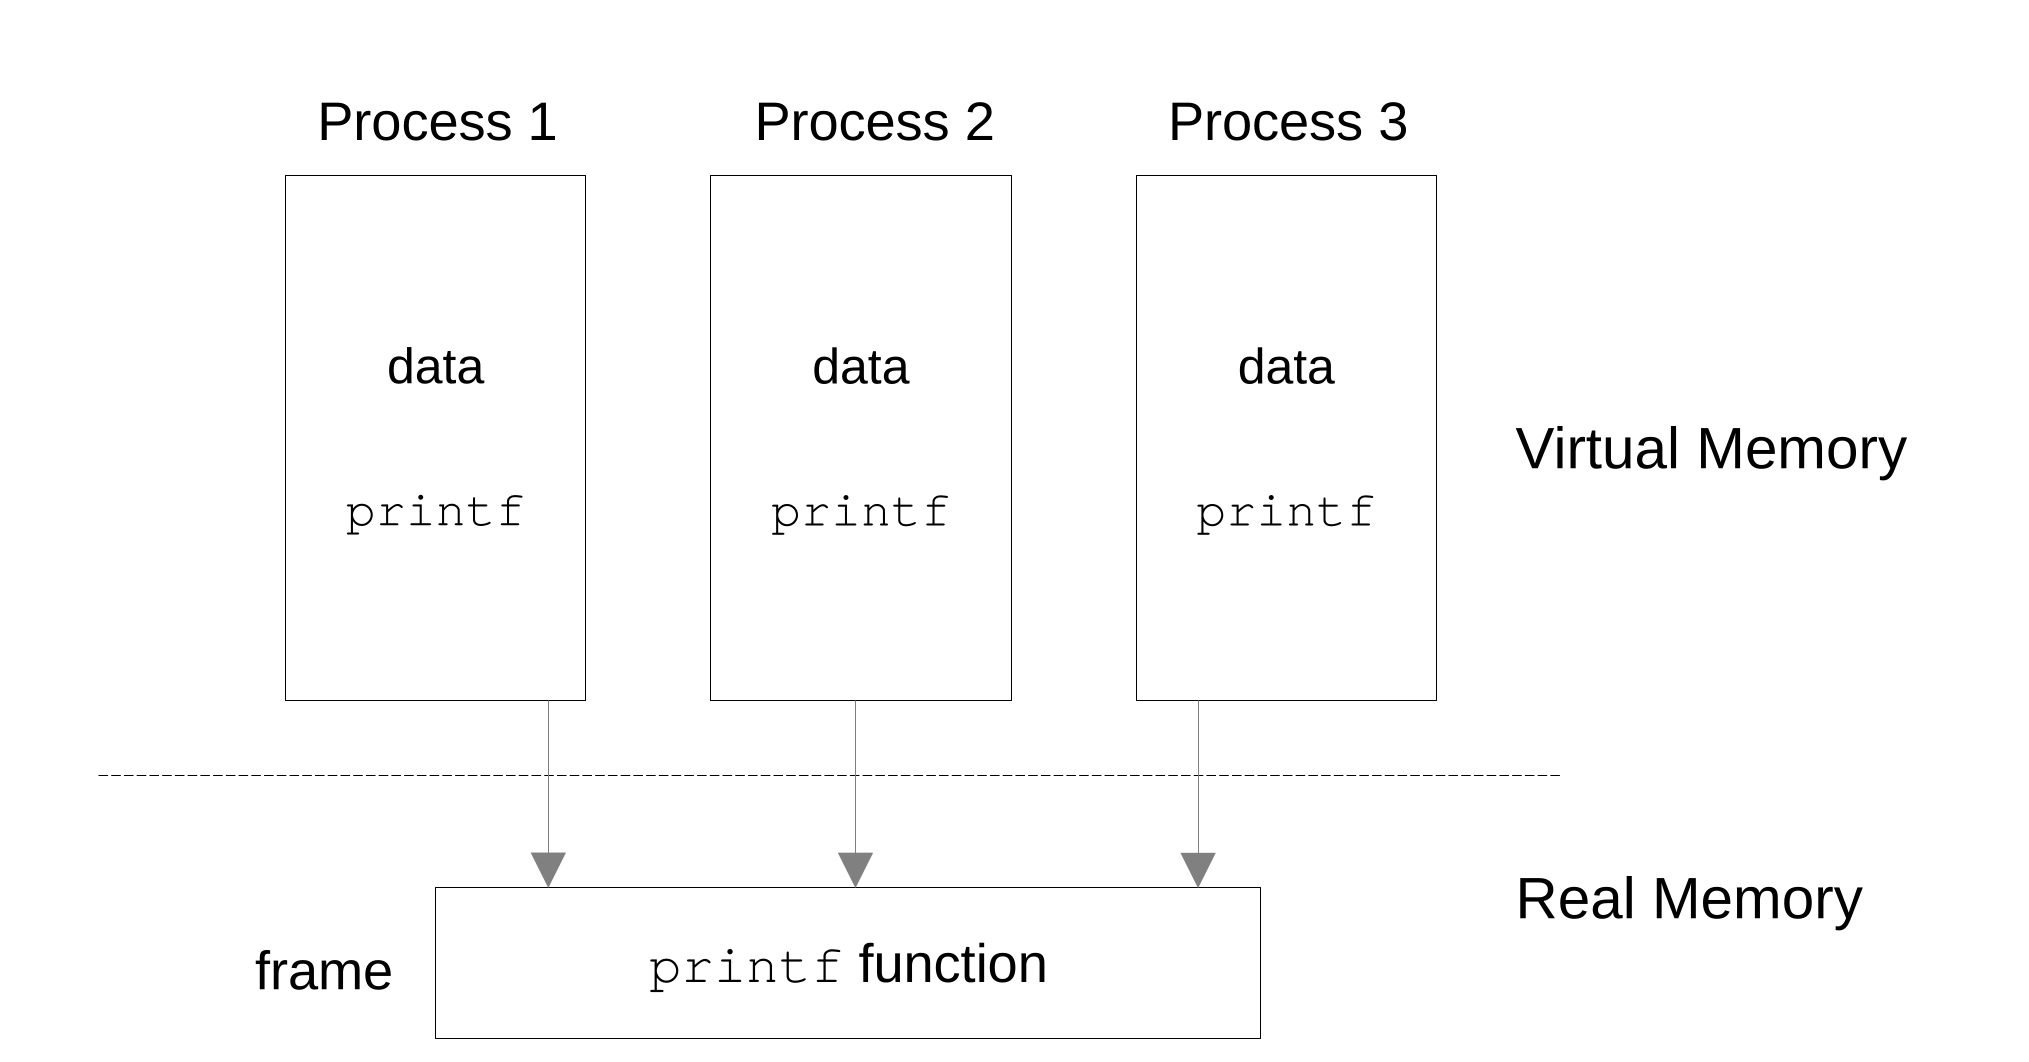 Process 1
Process 2
Process 3
data
data
data
Virtual Memory
printf
printf
printf
Real Memory
frame
printf function